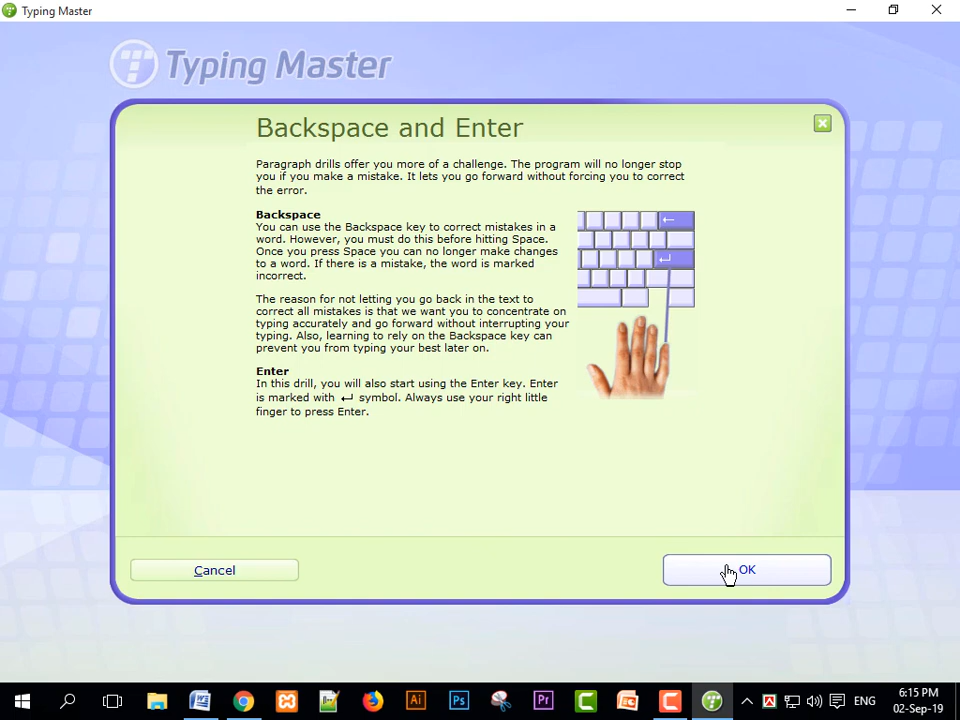 Typing Master
Typing Master
Backspace and Enter
Paragraph drills offer you more of a challenge. The program will no longer stop
you if you make a mistake. It lets you go forward without forcing you to correct
the error.
Backspace
You can use the Backspace key to correct mistakes in a
word. However, you must do this before hitting Space.
Once you press Space you can no longer make changes
to a word. If there is a mistake, the word is marked
incorrect.
The reason for not letting you go back in the text to
correct all mistakes is that we want you to concentrate on
typing accurately and go forward without interrupting your
typing. Also, learning to rely on the Backspace key can
prevent you from typing your best later on.
Enter
In this drill, you will also start using the Enter key. Enter
is marked with ↵ symbol. Always use your right little
finger to press Enter.
Cancel
OK
Ai
Ps
Pr
ENG
6:15 PM
02-Sep-19